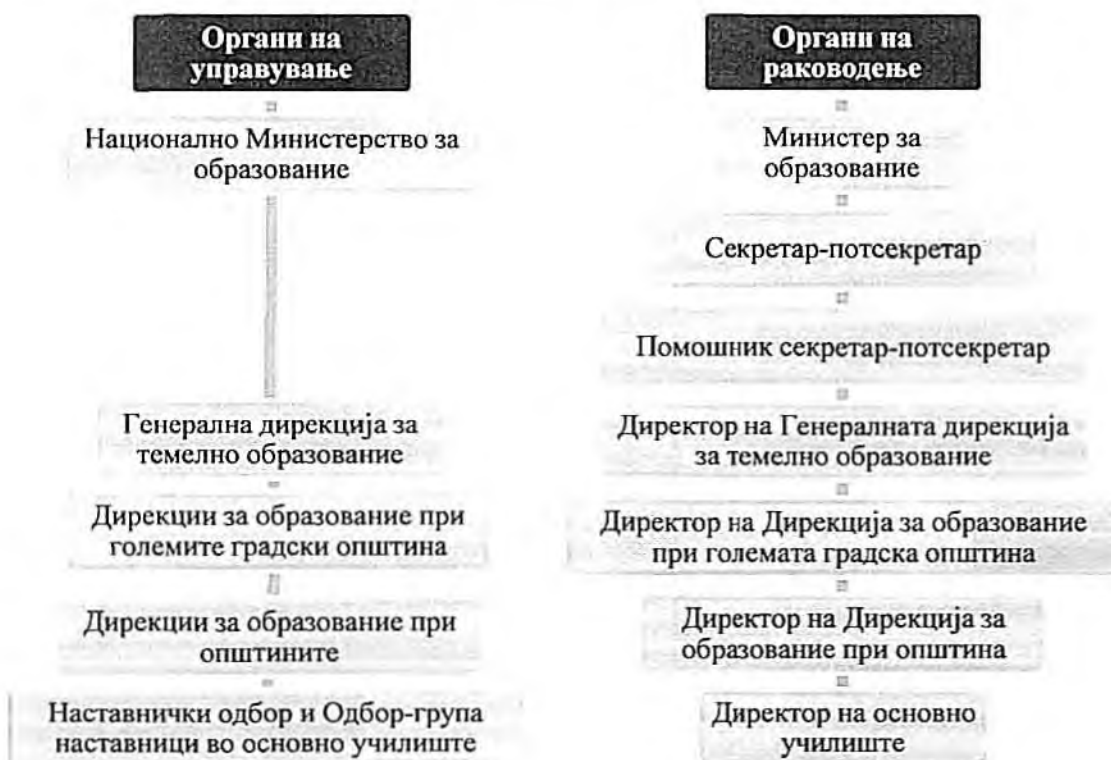 Органи на
управување
Национално Министерство за
образование
Генерална дирекција за
темелно образование
Дирекции за образование при
големите градски општина
Дирекции за образование при
општините
Наставнички одбор и Одбор-група
наставници во основно училиште
Органи на
раководење
Министер за
образование
Секретар-потсекретар
Помошник секретар-потсекретар
Директор на Генералната дирекција
за темелно образование
Директор на Дирекција за образование
при големата градска општина
Директор на Дирекција за
образование при општина
Директор на основно
училиште